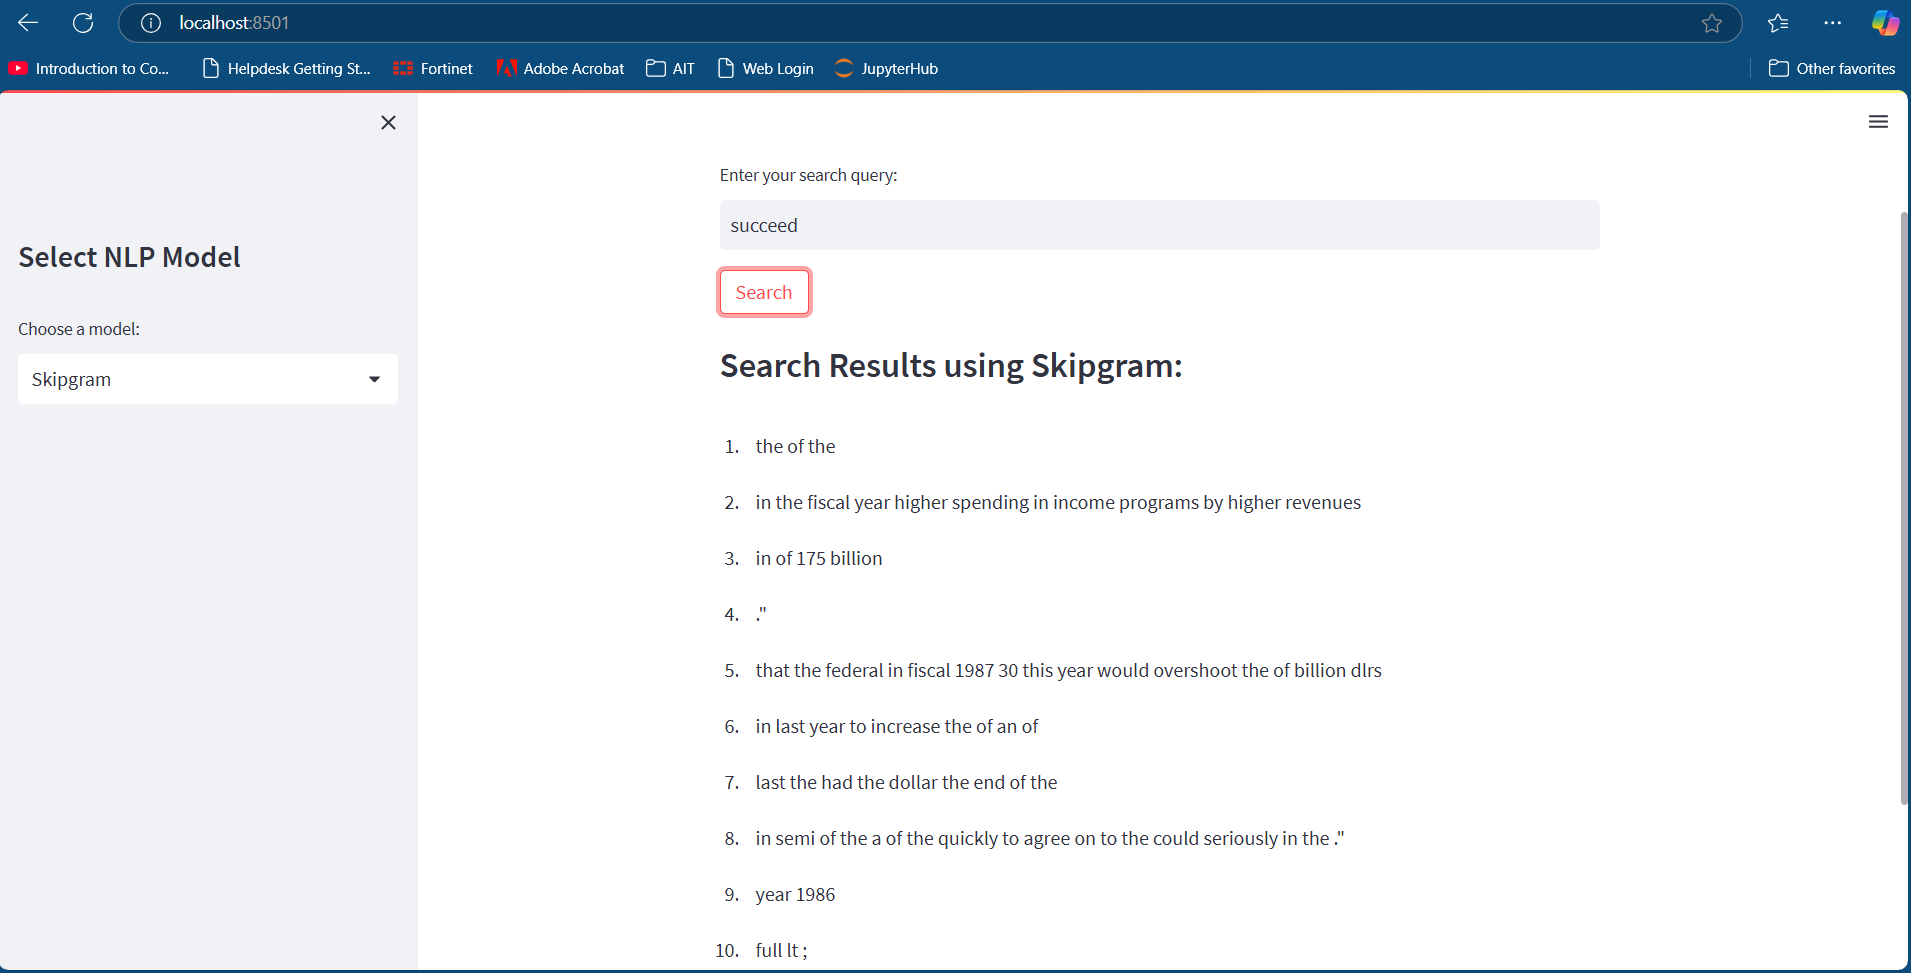 localhost:8501
Introduction to Co... Helpdesk Getting St... Fortinet Adobe Acrobat AIT Web Login JupyterHub Other favorites
Select NLP Model
Choose a model:
Skipgram
Enter your search query:
succeed
Search
Search Results using Skipgram:
1. the of the
2. in the fiscal year higher spending in income programs by higher revenues
3. in of 175 billion
4. ."
5. that the federal in fiscal 1987 30 this year would overshoot the of billion dlrs
6. in last year to increase the of an of
7. last the had the dollar the end of the
8. in semi of the a of the quickly to agree on to the could seriously in the ."
9. year 1986
10. full lt ;